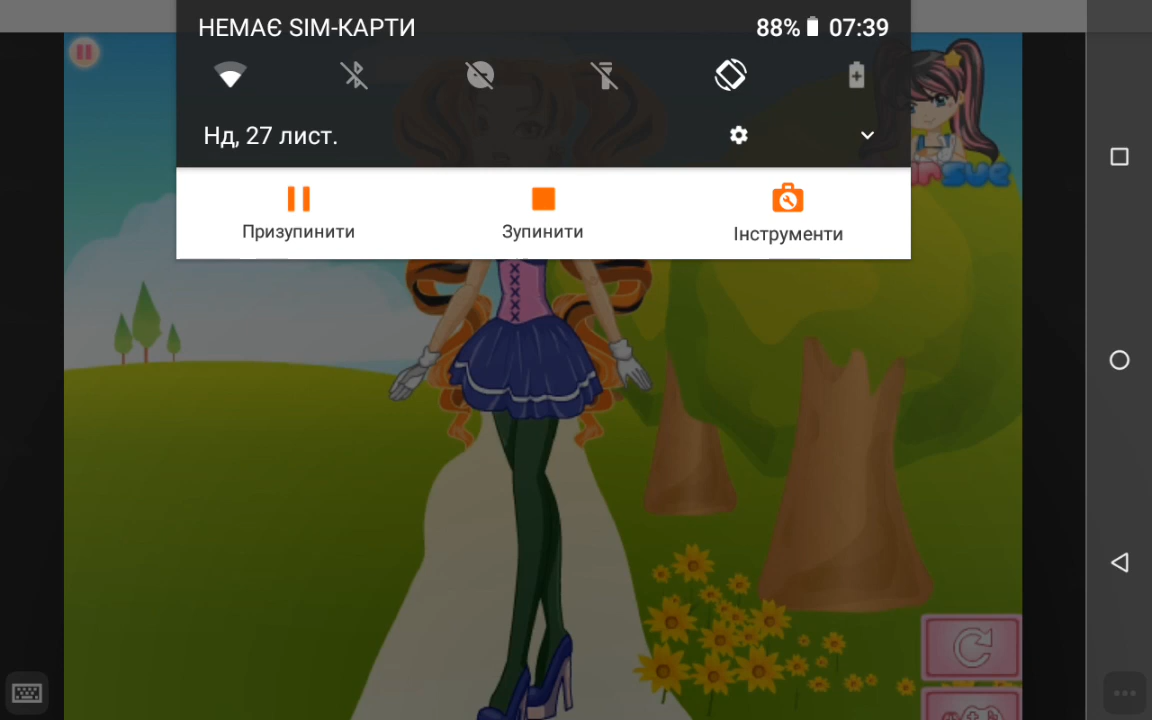 НЕМАЄ SIM-КАРТИ
88% 07:39
Нд, 27 лист.
Призупинити
Зупинити
Інструменти